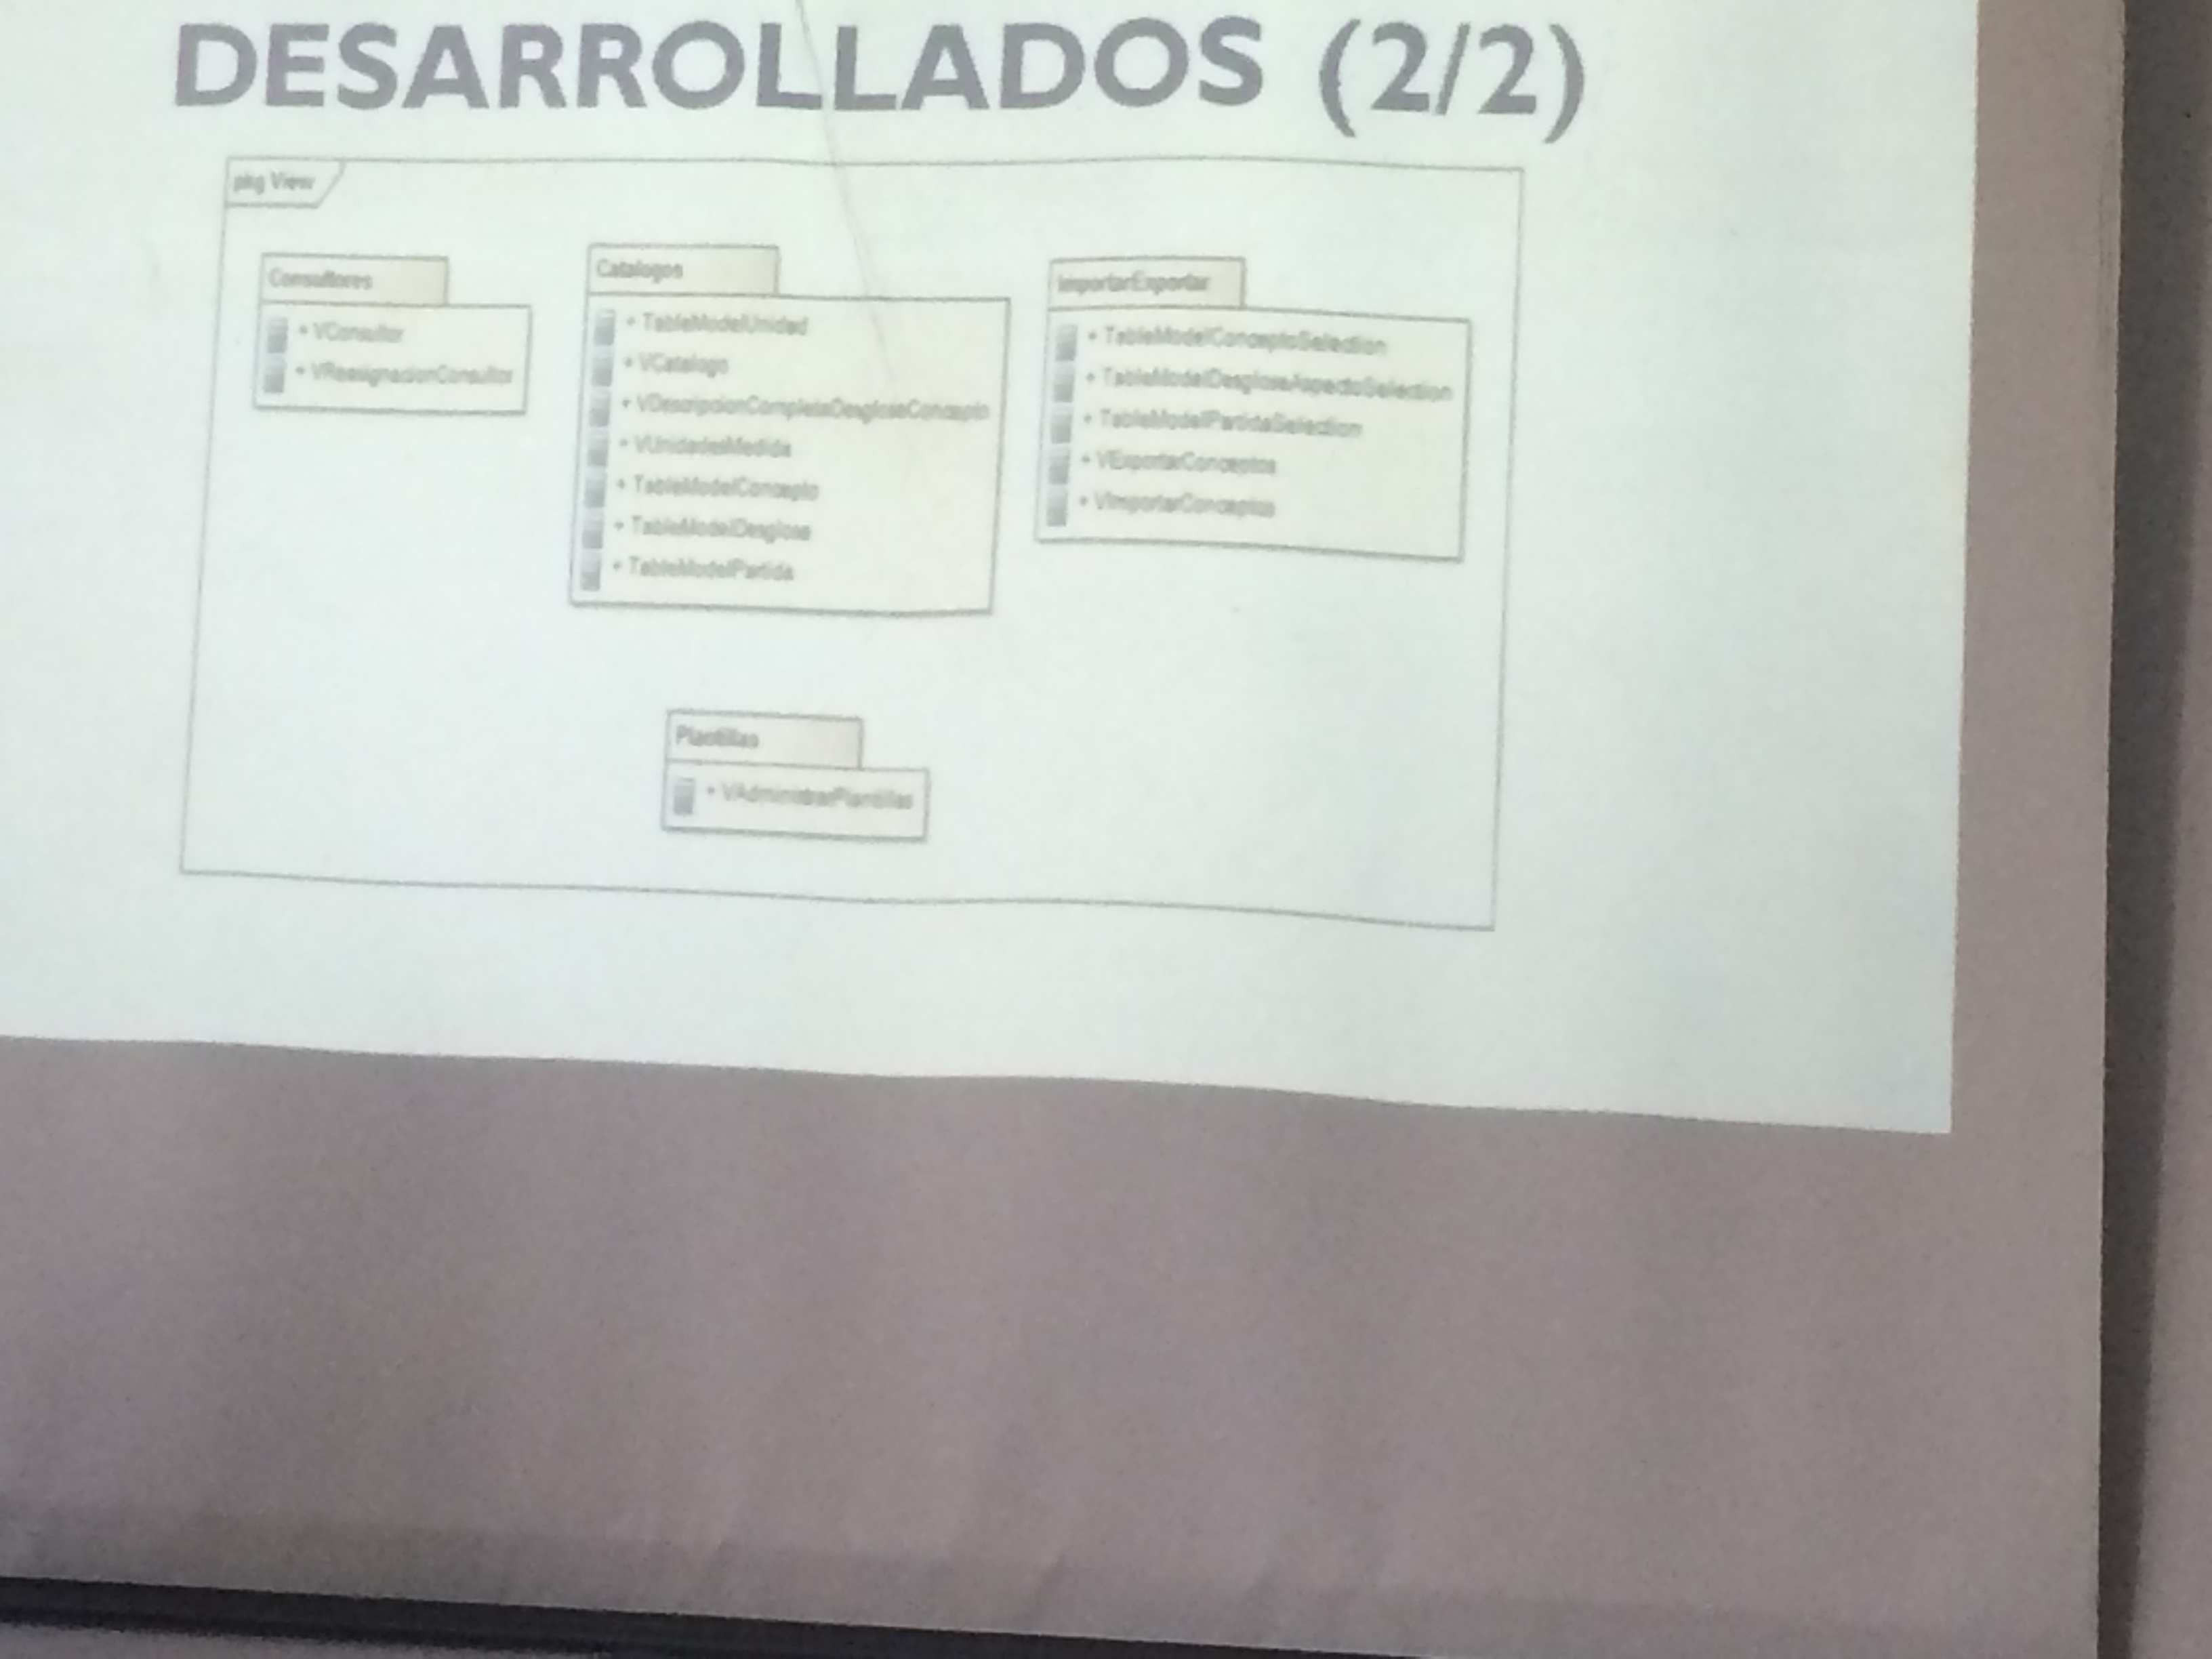 DESARROLLADOS (2/2)
pkg View
Consultores
+ VConsultor
+ VReasignacionConsultor
Catalogos
+ TableModelUnidad
+ VCatalogo
+ VDescripcionCompletaDesgloseConcepto
+ VUnidadesMedida
+ TableModelConcepto
+ TableModelDesglose
+ TableModelPartida
ImportarExportar
+ TableModelConceptoSelection
+ TableModelDesgloseAspectoSelection
+ TableModelPartidaSelection
+ VExportarConceptos
+ VImportarConceptos
Plantillas
+ VAdministrarPlantillas